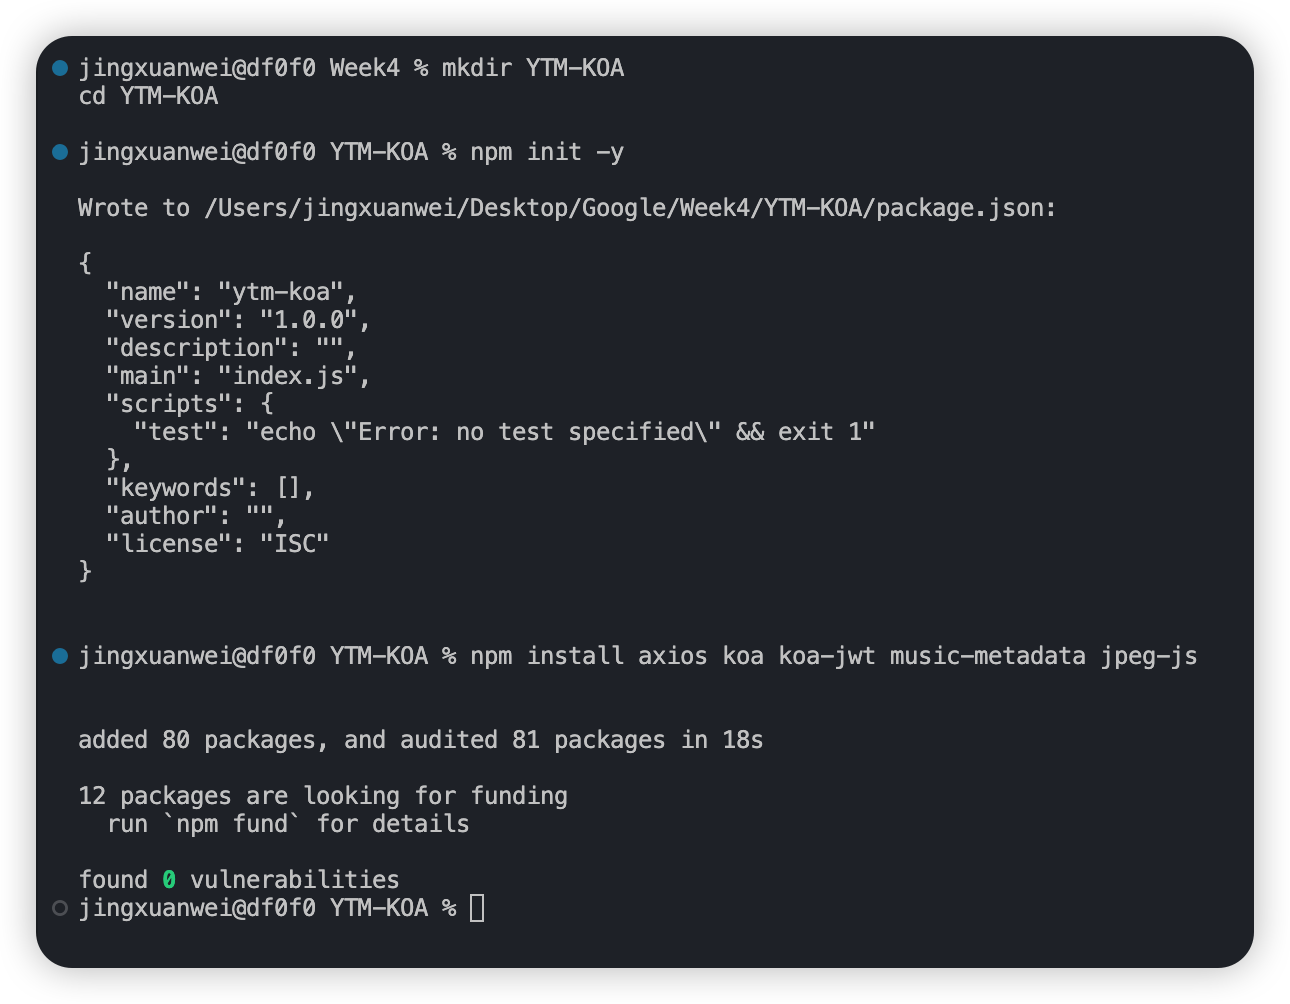 jingxuanwei@df0f0 Week4 % mkdir YTM-KOA
cd YTM-KOA
jingxuanwei@df0f0 YTM-KOA % npm init -y
Wrote to /Users/jingxuanwei/Desktop/Google/Week4/YTM-KOA/package.json:
{
  "name": "ytm-koa",
  "version": "1.0.0",
  "description": "",
  "main": "index.js",
  "scripts": {
    "test": "echo \"Error: no test specified\" && exit 1"
  },
  "keywords": [],
  "author": "",
  "license": "ISC"
}
jingxuanwei@df0f0 YTM-KOA % npm install axios koa koa-jwt music-metadata jpeg-js
added 80 packages, and audited 81 packages in 18s
12 packages are looking for funding
  run `npm fund` for details
found 0 vulnerabilities
jingxuanwei@df0f0 YTM-KOA %